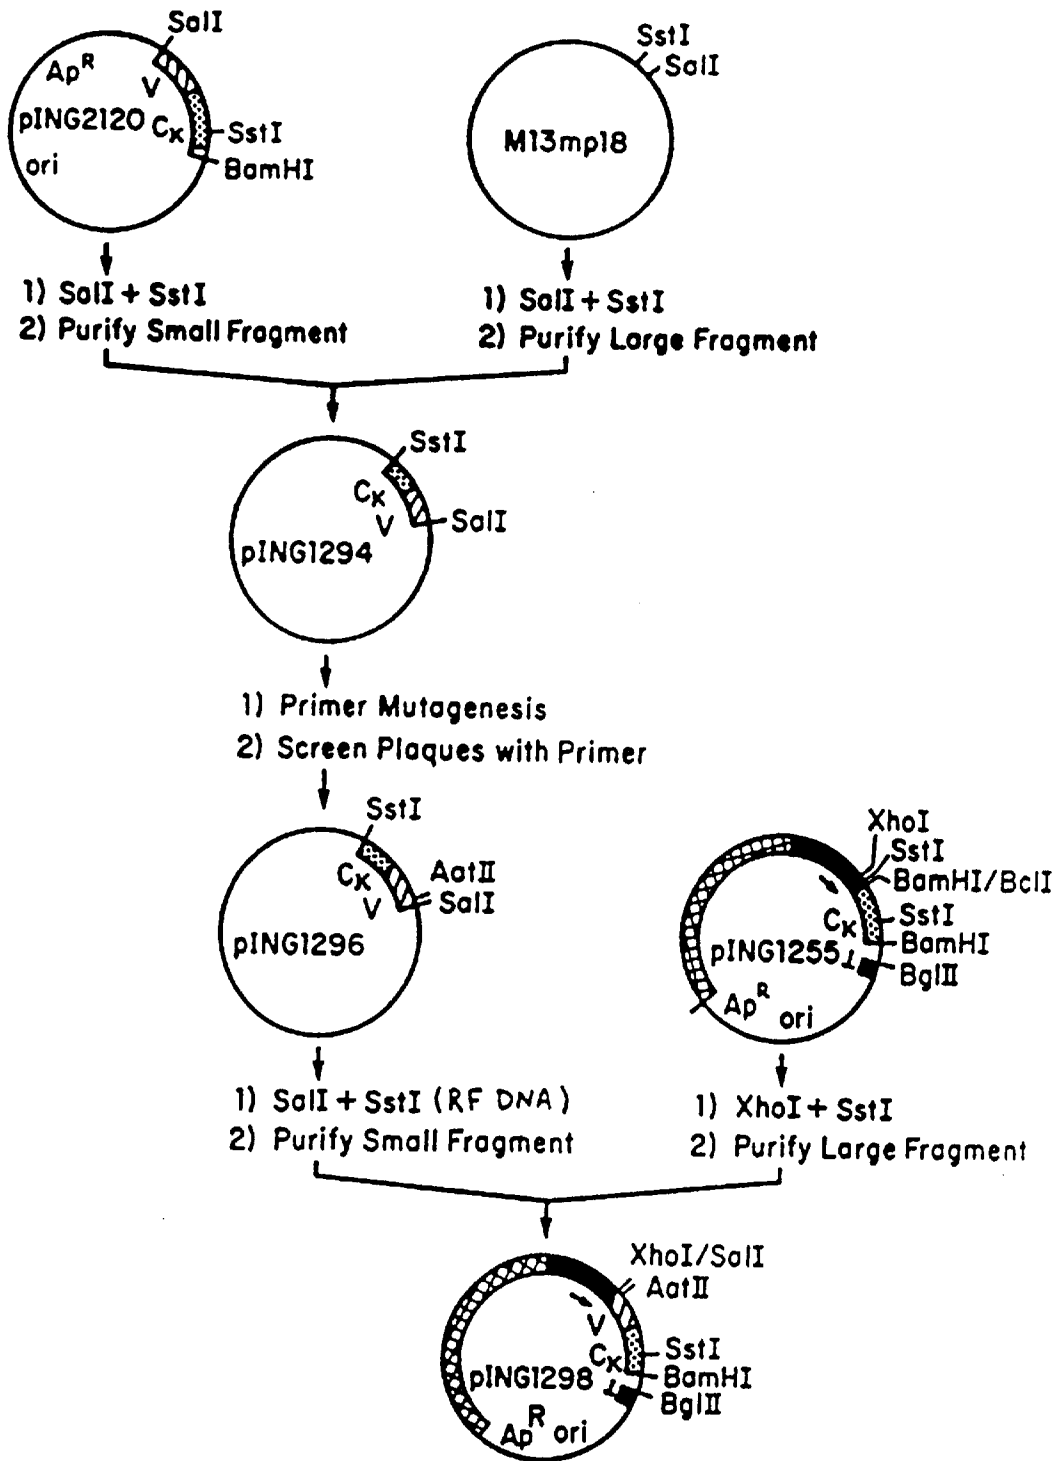 SalI
Ap^R
V
pING2120
Cκ
SstI
ori
BamHI
SstI
SalI
M13mp18
1) SalI + SstI
2) Purify Small Fragment
1) SalI + SstI
2) Purify Large Fragment
SstI
Cκ
V
SalI
pING1294
1) Primer Mutagenesis
2) Screen Plaques with Primer
SstI
Cκ
AatII
V
SalI
pING1296
XhoI
SstI
BamHI/BclI
Cκ
SstI
pING1255
BamHI
T
BglII
Ap^R
ori
1) SalI + SstI (RF DNA)
2) Purify Small Fragment
1) XhoI + SstI
2) Purify Large Fragment
XhoI/SalI
AatII
V
Cκ
SstI
pING1298
BamHI
T
BglII
Ap^R
ori